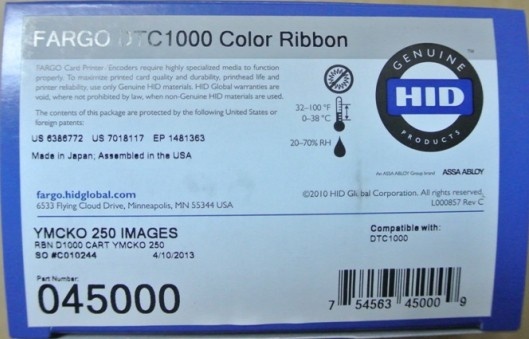 FARGO DTC1000 Color Ribbon
FARGO Card Printer - Encoders require highly specialized media to function
properly. To maximize printed card quality and durability, printhead life and
printer reliability, use only Genuine HID materials. HID Global warranties are
void, where not prohibited by law, when non-Genuine HID materials are used.
The contents of this package are protected by the following United States or
foreign patents:
US 6386772 US 7018117 EP 1481363
Made in Japan; Assembled in the USA
32-100 °F
0-38 °C
20-70% RH
GENUINE
HID
PRODUCTS
™
An ASSA ABLOY Group brand ASSA ABLOY
fargo.hidglobal.com
6533 Flying Cloud Drive, Minneapolis, MN 55344 USA
©2010 HID Global Corporation. All rights reserved.
L000857 Rev C
YMCKO 250 IMAGES
RBN D1000 CART YMCKO 250
SO #C010244 4/10/2013
Compatible with:
DTC1000
Part Number:
045000
7 54563 45000 9